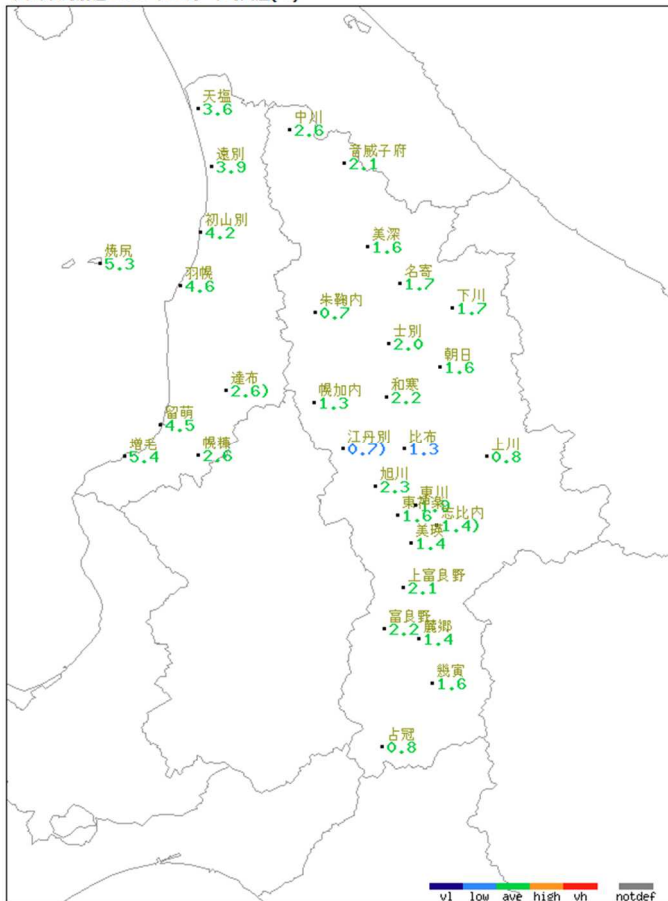 天塩
3.6
中川
2.6
音威子府
2.1
遠別
3.9
初山別
4.2
美深
1.6
焼尻
5.3
羽幌
4.6
名寄
1.7
下川
1.7
朱鞠内
0.7
士別
2.0
朝日
1.6
達布
2.6)
幌加内
1.3
和寒
2.2
留萌
4.5
増毛
5.4
幌糠
2.6
江丹別
0.7)
比布
1.3
上川
0.8
旭川
2.3
東川
東神楽
1.6
志比内
1.4)
美瑛
1.4
上富良野
2.1
富良野
2.2
麓郷
1.4
幾寅
1.6
占冠
0.8
vl low ave high vh notdef